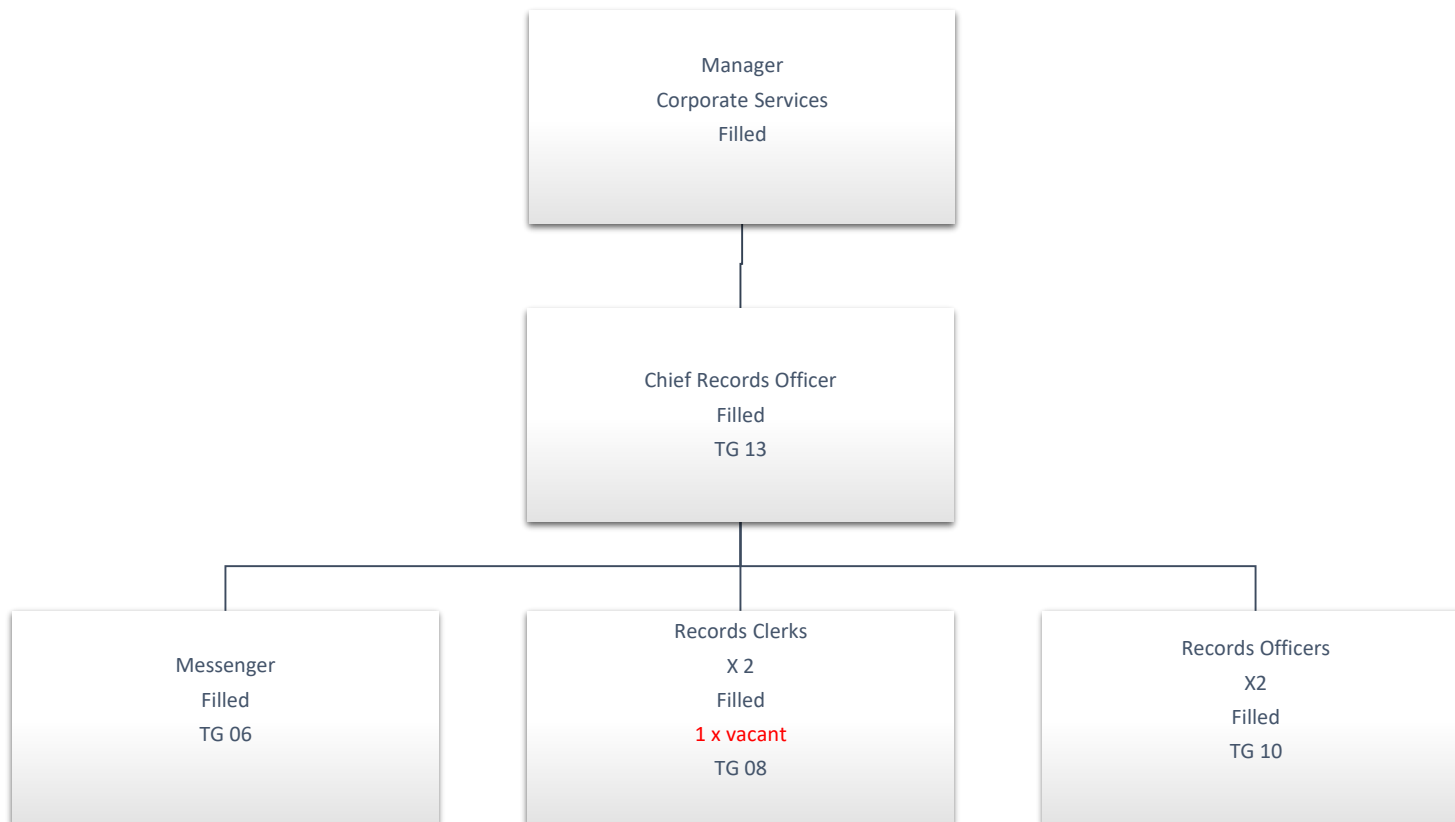 Manager
Corporate Services
Filled
Chief Records Officer
Filled
TG 13
Messenger
Filled
TG 06
Records Clerks
X 2
Filled
1 x vacant
TG 08
Records Officers
X2
Filled
TG 10